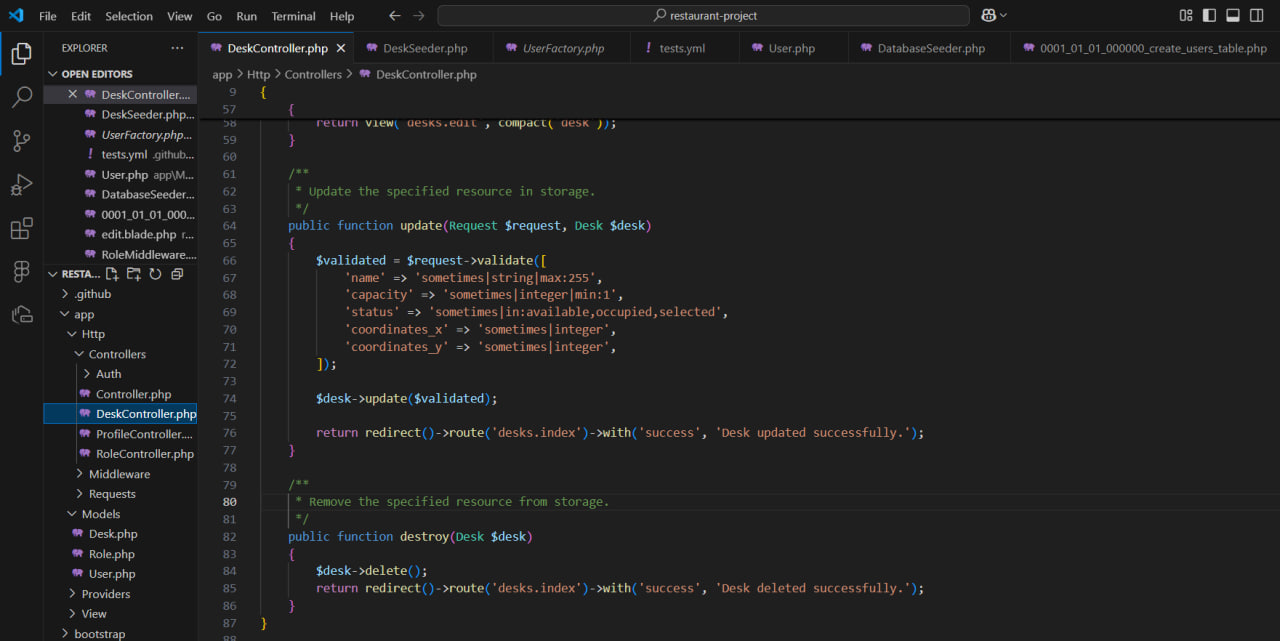 File Edit Selection View Go Run Terminal Help
restaurant-project
EXPLORER
OPEN EDITORS
DeskController....
DeskSeeder.php...
UserFactory.php...
! tests.yml .github...
User.php app\M...
DatabaseSeeder...
0001_01_01_000...
edit.blade.php r...
RoleMiddleware....
RESTA...
.github
app
Http
Controllers
Auth
Controller.php
DeskController.php
ProfileController....
RoleController.php
Middleware
Requests
Models
Desk.php
Role.php
User.php
Providers
View
bootstrap
DeskController.php DeskSeeder.php UserFactory.php ! tests.yml User.php DatabaseSeeder.php 0001_01_01_000000_create_users_table.php
app > Http > Controllers > DeskController.php
9 {
57 {
58 return view('desks.edit', compact('desk'));
59 }
60
61 /**
62 * Update the specified resource in storage.
63 */
64 public function update(Request $request, Desk $desk)
65 {
66 $validated = $request->validate([
67 'name' => 'sometimes|string|max:255',
68 'capacity' => 'sometimes|integer|min:1',
69 'status' => 'sometimes|in:available,occupied,selected',
70 'coordinates_x' => 'sometimes|integer',
71 'coordinates_y' => 'sometimes|integer',
72 ]);
73
74 $desk->update($validated);
75
76 return redirect()->route('desks.index')->with('success', 'Desk updated successfully.');
77 }
78
79 /**
80 * Remove the specified resource from storage.
81 */
82 public function destroy(Desk $desk)
83 {
84 $desk->delete();
85 return redirect()->route('desks.index')->with('success', 'Desk deleted successfully.');
86 }
87 }
88